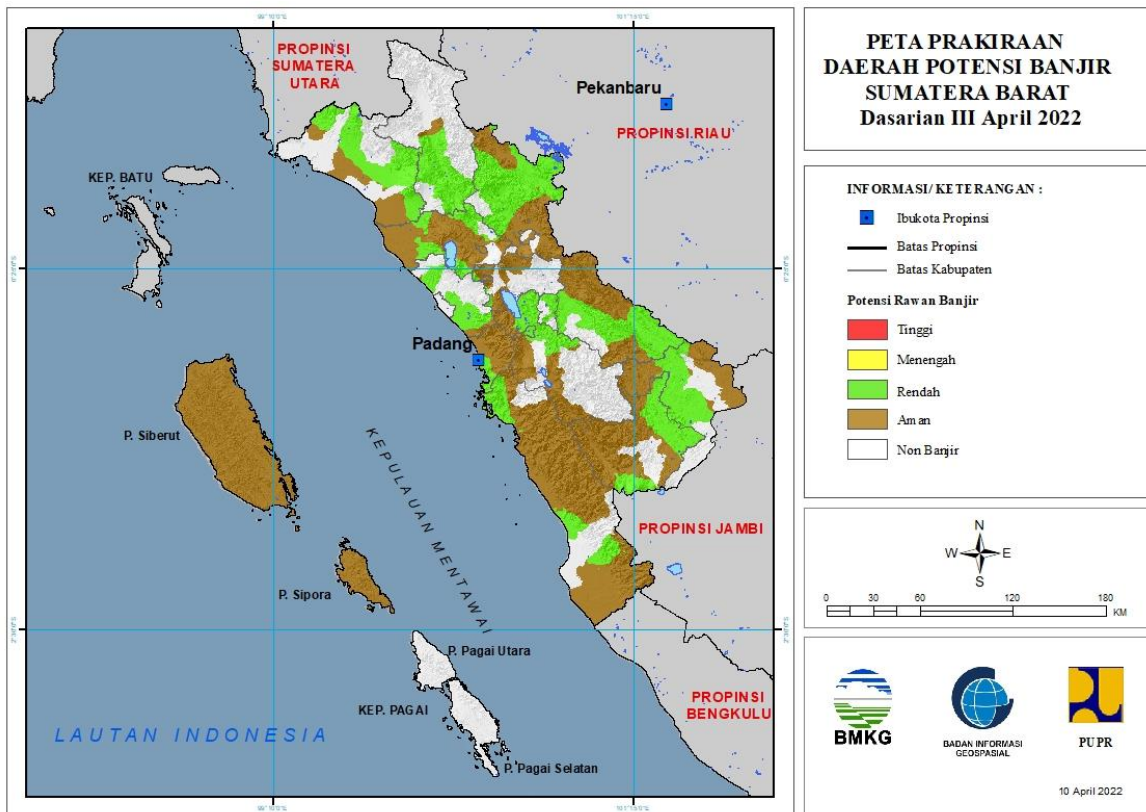 PROPINSI
SUMATERA
UTARA
Pekanbaru
PROPINSI RIAU
KEP. BATU
Padang
P. Siberut
KEPULAUAN MENTAWAI
PROPINSI JAMBI
P. Sipora
P. Pagai Utara
KEP. PAGAI
PROPINSI
BENGKULU
LAUTAN INDONESIA
P. Pagai Selatan
PETA PRAKIRAAN
DAERAH POTENSI BANJIR
SUMATERA BARAT
Dasarian III April 2022
INFORMASI/ KETERANGAN :
Ibukota Propinsi
Batas Propinsi
Batas Kabupaten
Potensi Rawan Banjir
Tinggi
Menengah
Rendah
Aman
Non Banjir
N
W E
S
0 30 60 120 180
KM
BMKG
BADAN INFORMASI
GEOSPASIAL
PUPR
10 April 2022